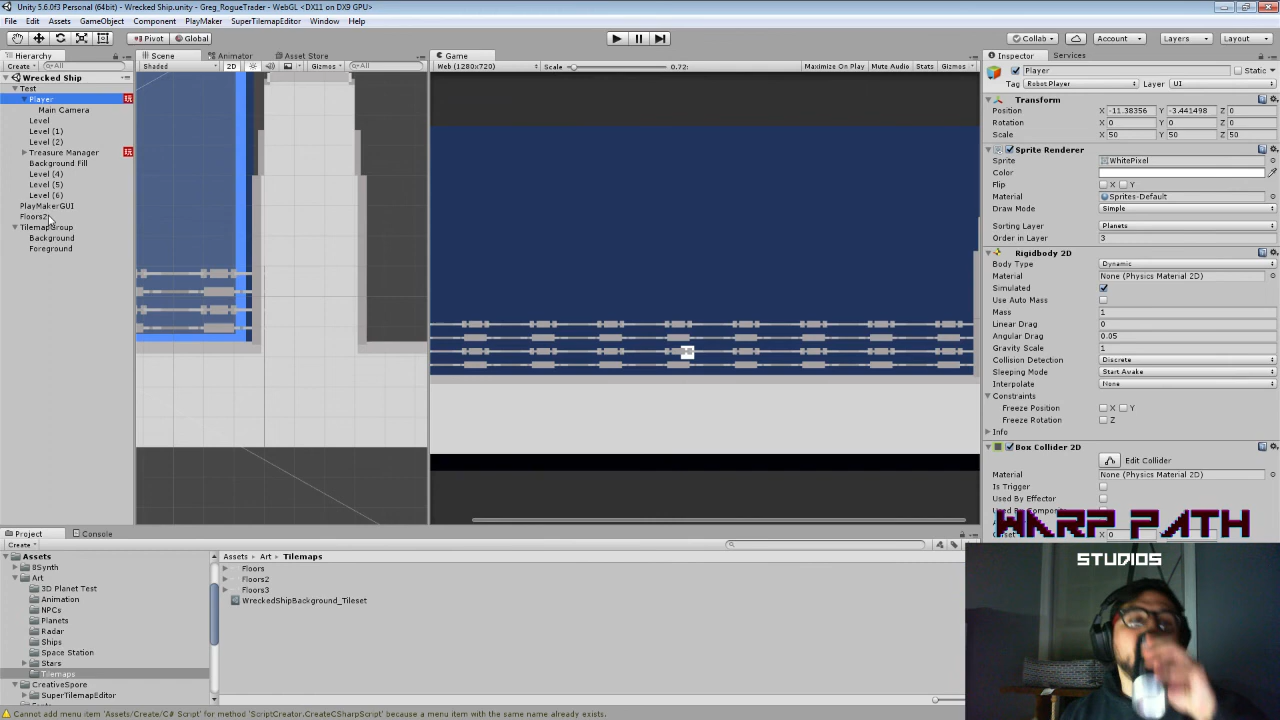 Unity 5.6.0f3 Personal (64bit) - Wrecked Ship.unity - Greg_RogueTrader - WebGL <DX11 on DX9 GPU>
File Edit Assets GameObject Component PlayMaker SuperTilemapEditor Window Help
Pivot Global Collab Account Layers Layout
Hierarchy Scene Animator Asset Store Game Inspector Services
Create All Shaded 2D Gizmos All Web (1280x720) Scale 0.72: Maximize On Play Mute Audio Stats Gizmos
Wrecked Ship
Test
Player
Main Camera
Level
Level (1)
Level (2)
Treasure Manager
Background Fill
Level (4)
Level (5)
Level (6)
PlayMakerGUI
Floors2
TilemapGroup
Background
Foreground
Player Static
Tag Robot Player Layer UI
Transform
Position X -11.38356 Y -3.441498 Z 0
Rotation X 0 Y 0 Z 0
Scale X 50 Y 50 Z 50
Sprite Renderer
Sprite WhitePixel
Color
Flip X Y
Material Sprites-Default
Draw Mode Simple
Sorting Layer Planets
Order in Layer 3
Rigidbody 2D
Body Type Dynamic
Material None (Physics Material 2D)
Simulated
Use Auto Mass
Mass 1
Linear Drag 0
Angular Drag 0.05
Gravity Scale 1
Collision Detection Discrete
Sleeping Mode Start Awake
Interpolate None
Constraints
Freeze Position X Y
Freeze Rotation Z
Info
Box Collider 2D
Edit Collider
Material None (Physics Material 2D)
Is Trigger
Used By Effector
WARP PATH
STUDIOS
Project Console
Create
Assets
8Synth
Art
3D Planet Test
Animation
NPCs
Planets
Radar
Ships
Space Station
Stars
Tilemaps
CreativeSpore
SuperTilemapEditor
Assets Art Tilemaps
Floors
Floors2
Floors3
WreckedShipBackground_Tileset
Cannot add menu item 'Assets/Create/C# Script' for method 'ScriptCreator.CreateCSharpScript' because a menu item with the same name already exists.